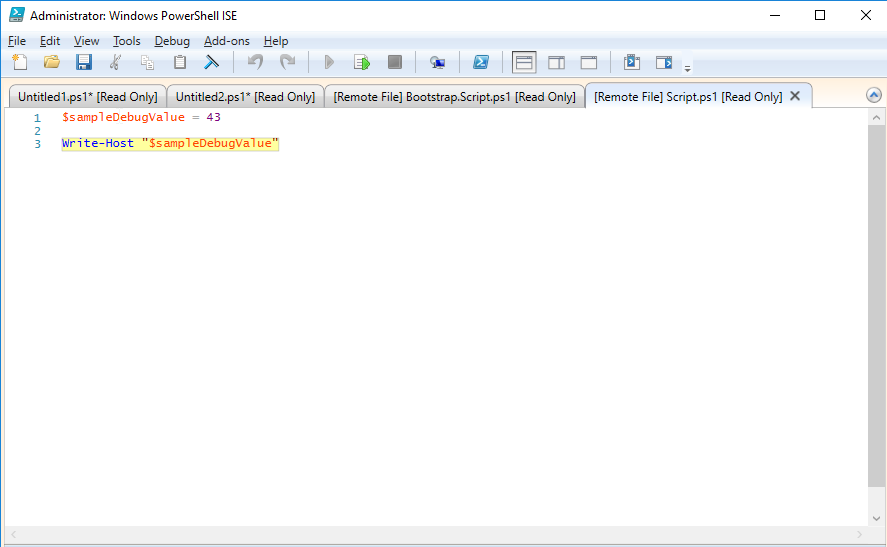 Administrator: Windows PowerShell ISE
File Edit View Tools Debug Add-ons Help
Untitled1.ps1* [Read Only] Untitled2.ps1* [Read Only] [Remote File] Bootstrap.Script.ps1 [Read Only] [Remote File] Script.ps1 [Read Only]
1 $sampleDebugValue = 43
2
3 Write-Host "$sampleDebugValue"